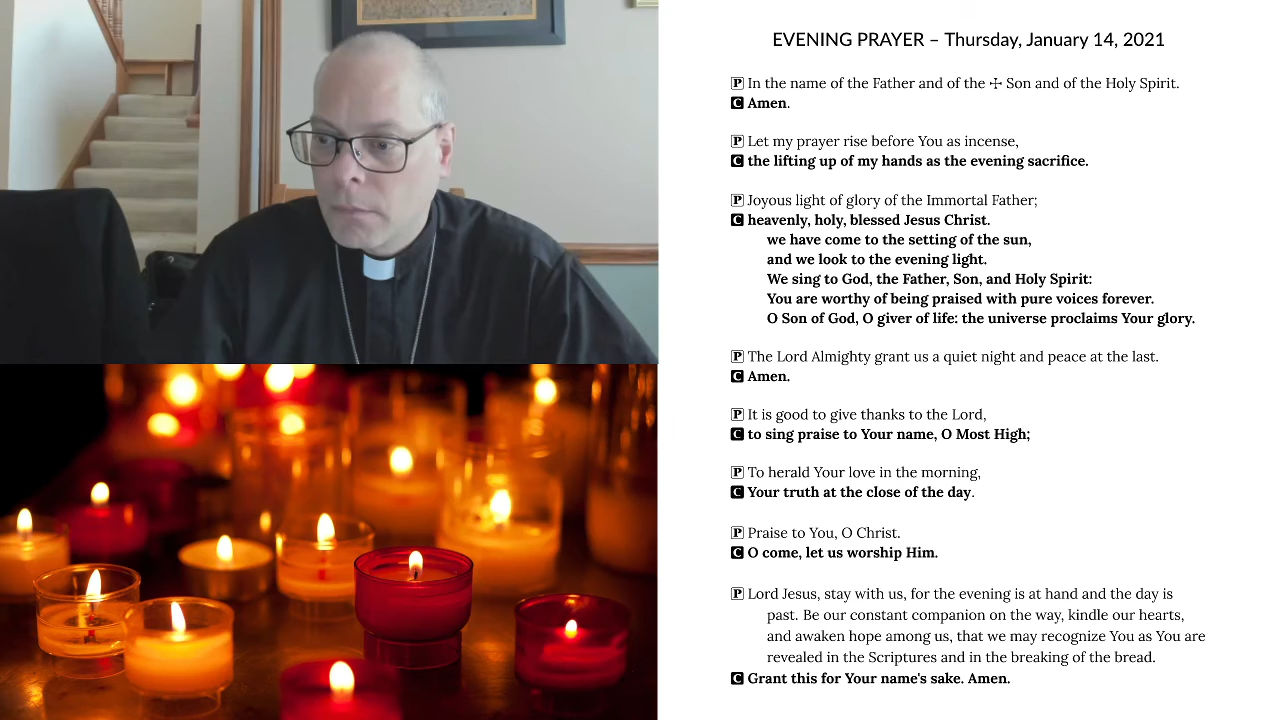 EVENING PRAYER – Thursday, January 14, 2021
P In the name of the Father and of the ☩ Son and of the Holy Spirit.
C Amen.
P Let my prayer rise before You as incense,
C the lifting up of my hands as the evening sacrifice.
P Joyous light of glory of the Immortal Father;
C heavenly, holy, blessed Jesus Christ.
we have come to the setting of the sun,
and we look to the evening light.
We sing to God, the Father, Son, and Holy Spirit:
You are worthy of being praised with pure voices forever.
O Son of God, O giver of life: the universe proclaims Your glory.
P The Lord Almighty grant us a quiet night and peace at the last.
C Amen.
P It is good to give thanks to the Lord,
C to sing praise to Your name, O Most High;
P To herald Your love in the morning,
C Your truth at the close of the day.
P Praise to You, O Christ.
C O come, let us worship Him.
P Lord Jesus, stay with us, for the evening is at hand and the day is
past. Be our constant companion on the way, kindle our hearts,
and awaken hope among us, that we may recognize You as You are
revealed in the Scriptures and in the breaking of the bread.
C Grant this for Your name's sake. Amen.